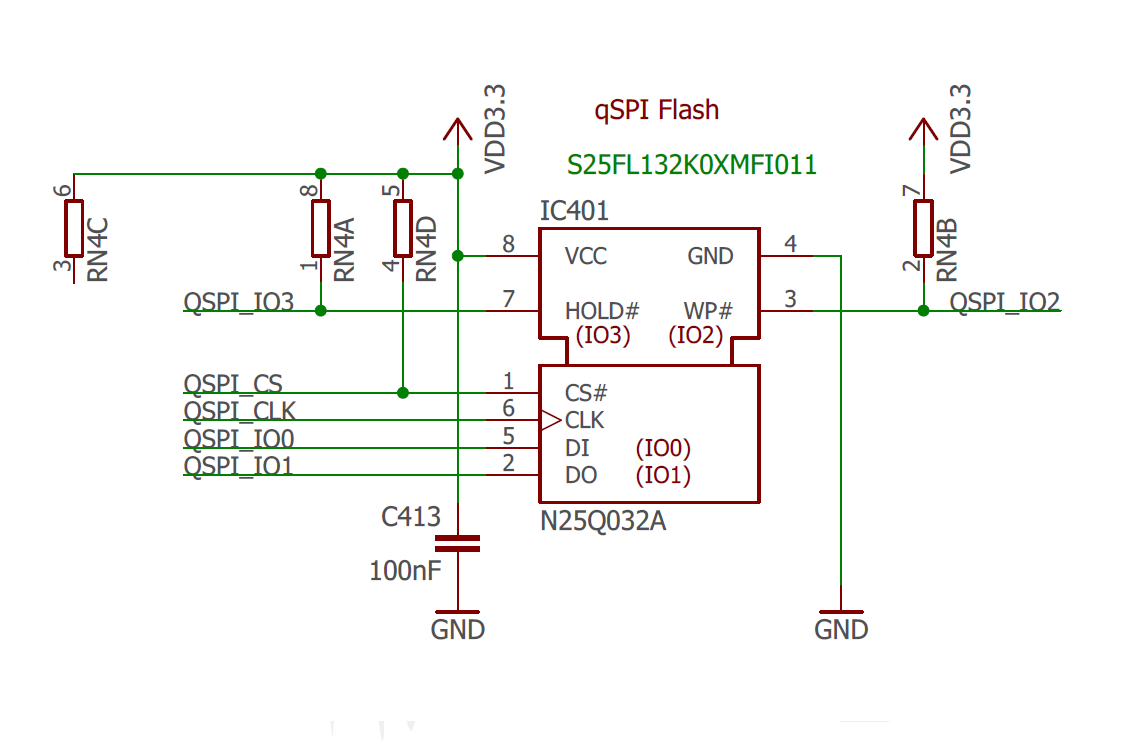 qSPI Flash
VDD3.3
VDD3.3
S25FL132K0XMFI011
6
8
5
7
IC401
RN4C
RN4A
RN4D
RN4B
3
1
4
2
8
VCC
GND
4
QSPI_IO3
7
HOLD#
WP#
3
QSPI_IO2
(IO3)
(IO2)
QSPI_CS
1
CS#
QSPI_CLK
6
CLK
QSPI_IO0
5
DI
(IO0)
QSPI_IO1
2
DO
(IO1)
C413
N25Q032A
100nF
GND
GND